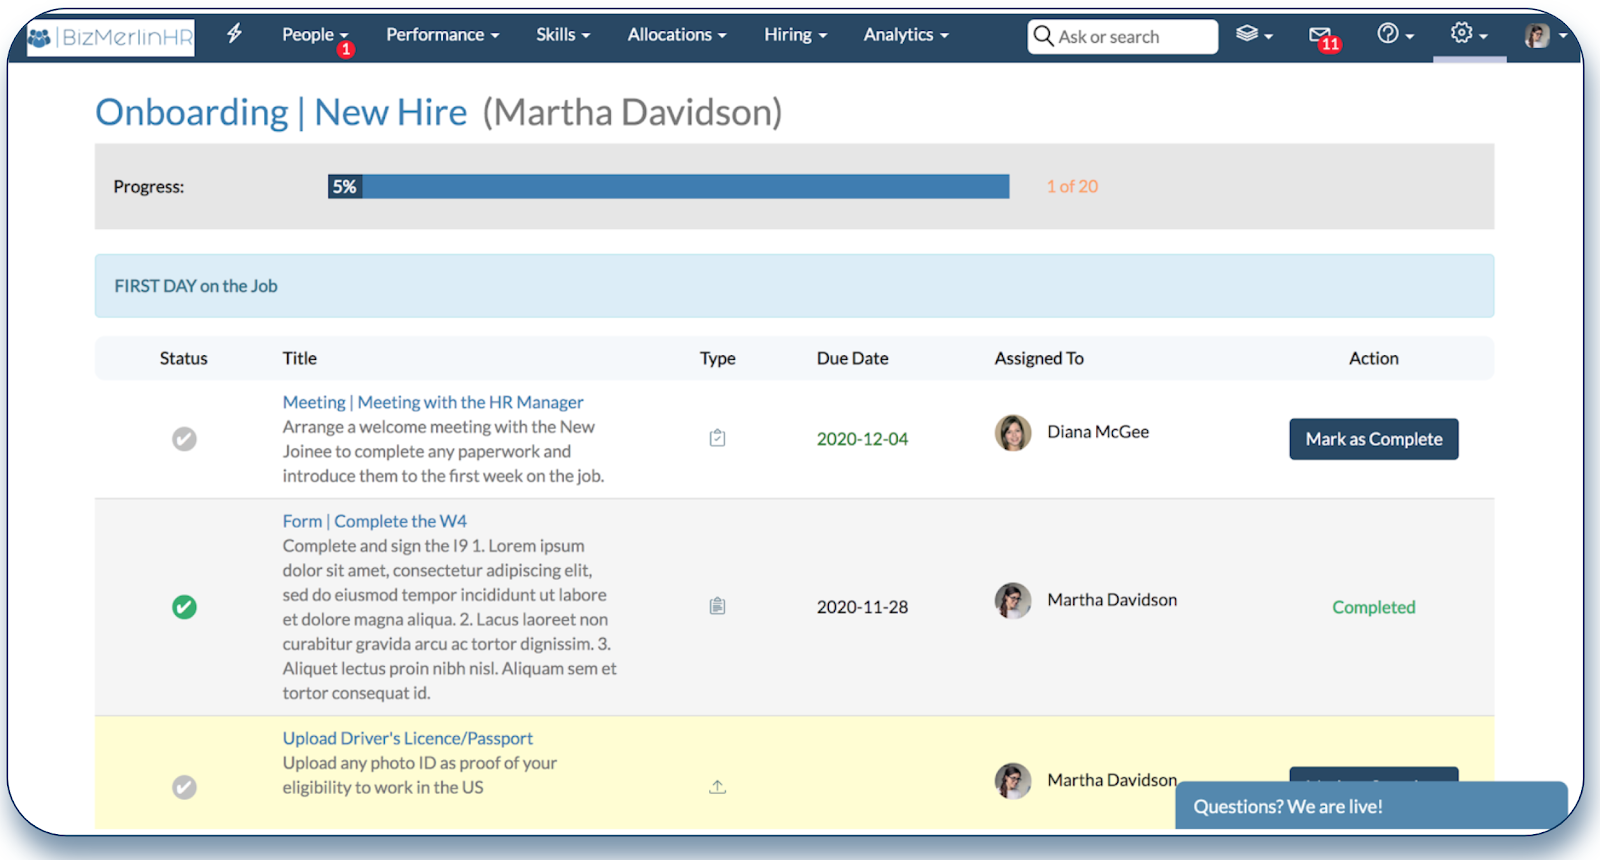 BizMerlinHR People 1 Performance Skills Allocations Hiring Analytics Ask or search 11
Onboarding | New Hire (Martha Davidson)
Progress: 5% 1 of 20
FIRST DAY on the Job
Status Title Type Due Date Assigned To Action
Meeting | Meeting with the HR Manager
Arrange a welcome meeting with the New
Joinee to complete any paperwork and
introduce them to the first week on the job.
2020-12-04 Diana McGee Mark as Complete
Form | Complete the W4
Complete and sign the I9 1. Lorem ipsum
dolor sit amet, consectetur adipiscing elit,
sed do eiusmod tempor incididunt ut labore
et dolore magna aliqua. 2. Lacus laoreet non
curabitur gravida arcu ac tortor dignissim. 3.
Aliquet lectus proin nibh nisl. Aliquam sem et
tortor consequat id.
2020-11-28 Martha Davidson Completed
Upload Driver's Licence/Passport
Upload any photo ID as proof of your
eligibility to work in the US
Martha Davidson
Questions? We are live!